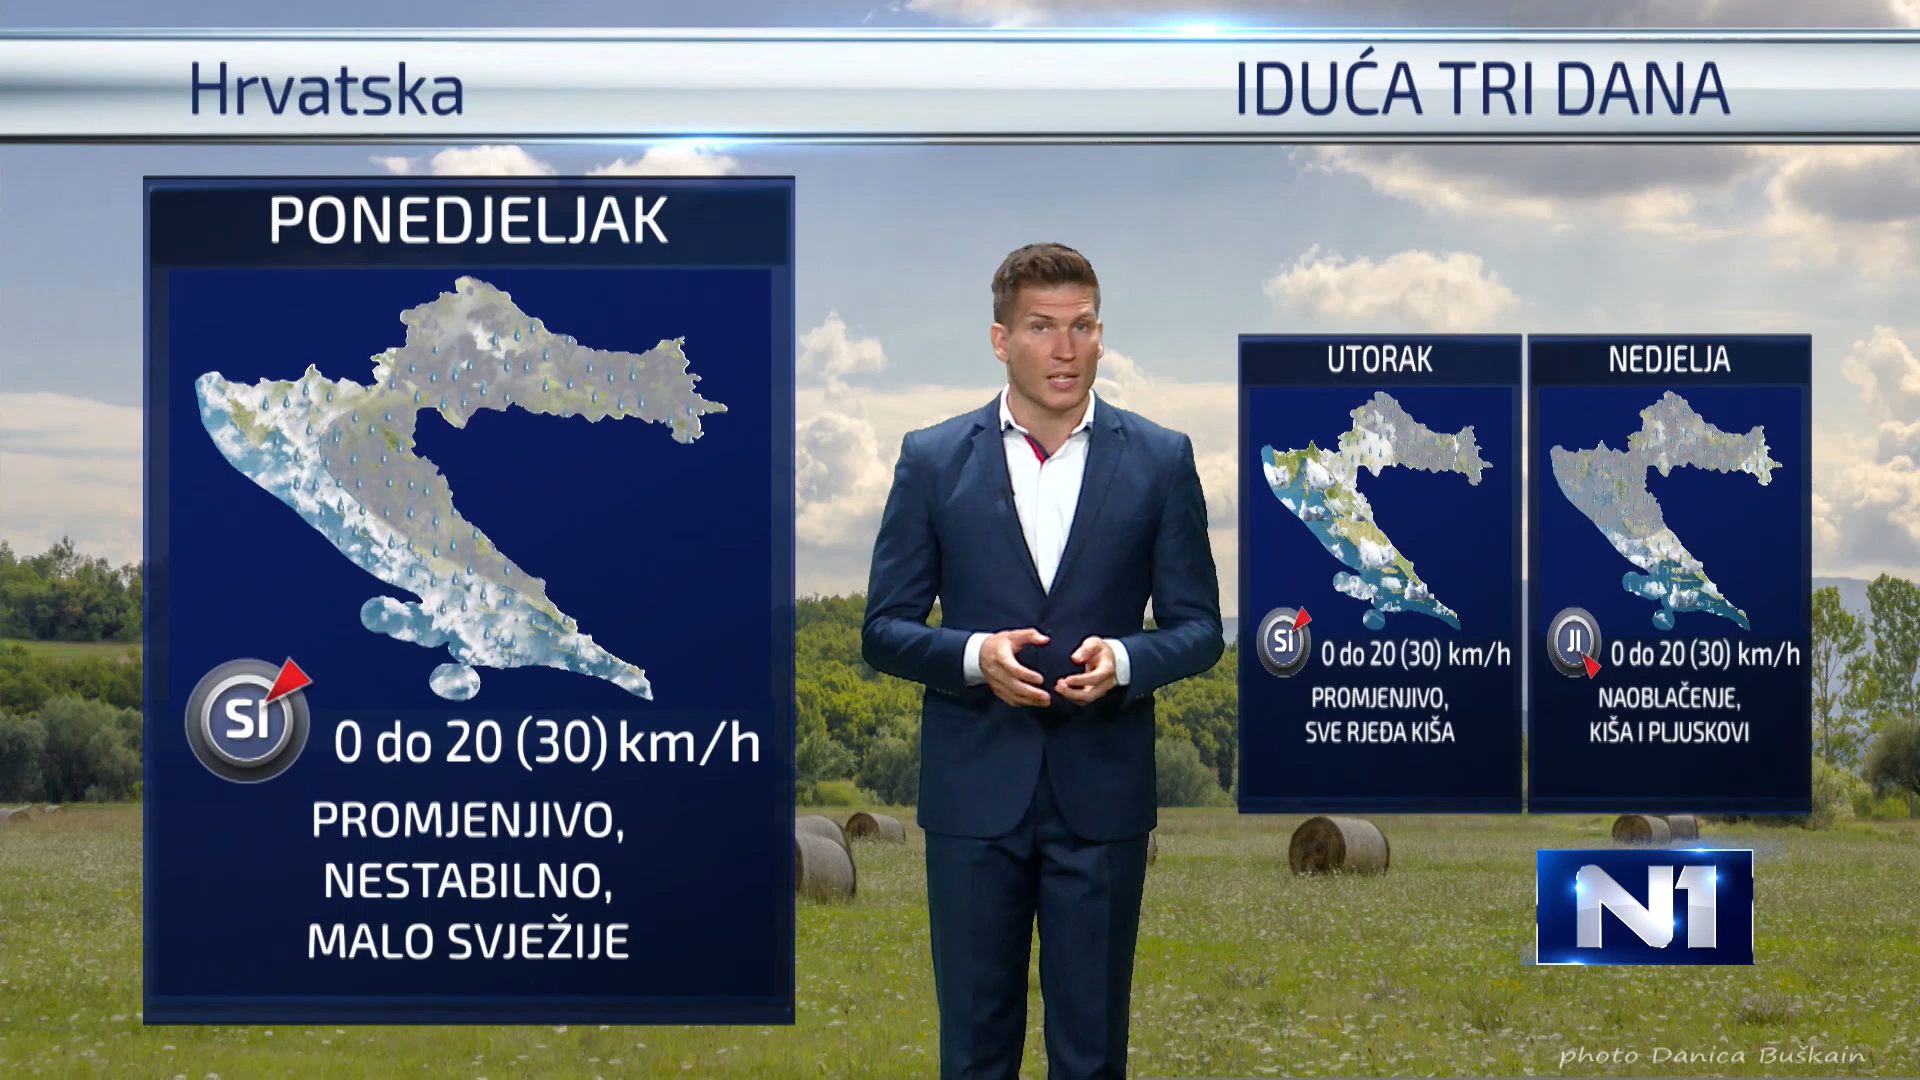 Hrvatska
IDUĆA TRI DANA
PONEDJELJAK
SI
0 do 20 (30) km/h
PROMJENJIVO,
NESTABILNO,
MALO SVJEŽIJE
UTORAK
SI
0 do 20 (30) km/h
PROMJENJIVO,
SVE RJEĐA KIŠA
NEDJELJA
JI
0 do 20 (30) km/h
NAOBLAČENJE,
KIŠA I PLJUSKOVI
N1
photo Danica Buškain